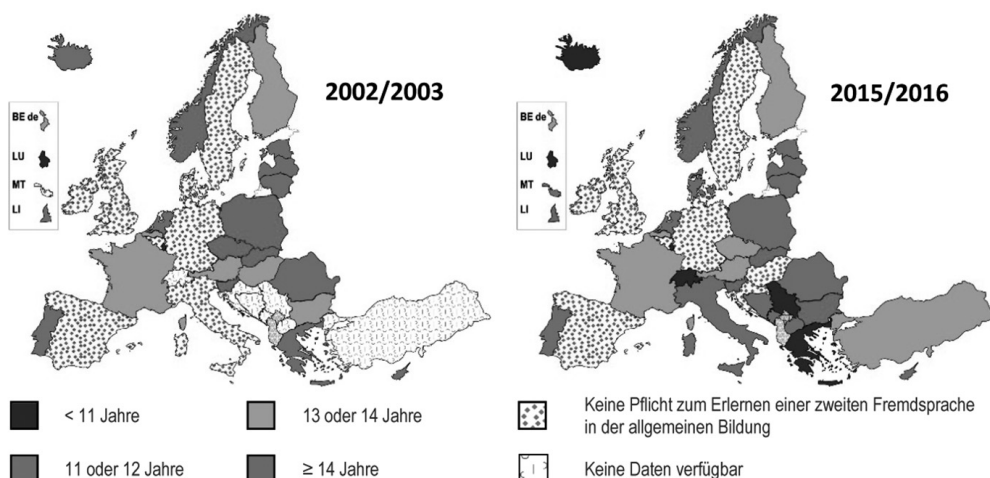 2002/2003
BE de
LU
MT
LI
2015/2016
BE de
LU
MT
LI
< 11 Jahre
13 oder 14 Jahre
Keine Pflicht zum Erlernen einer zweiten Fremdsprache
in der allgemeinen Bildung
11 oder 12 Jahre
≥ 14 Jahre
Keine Daten verfügbar